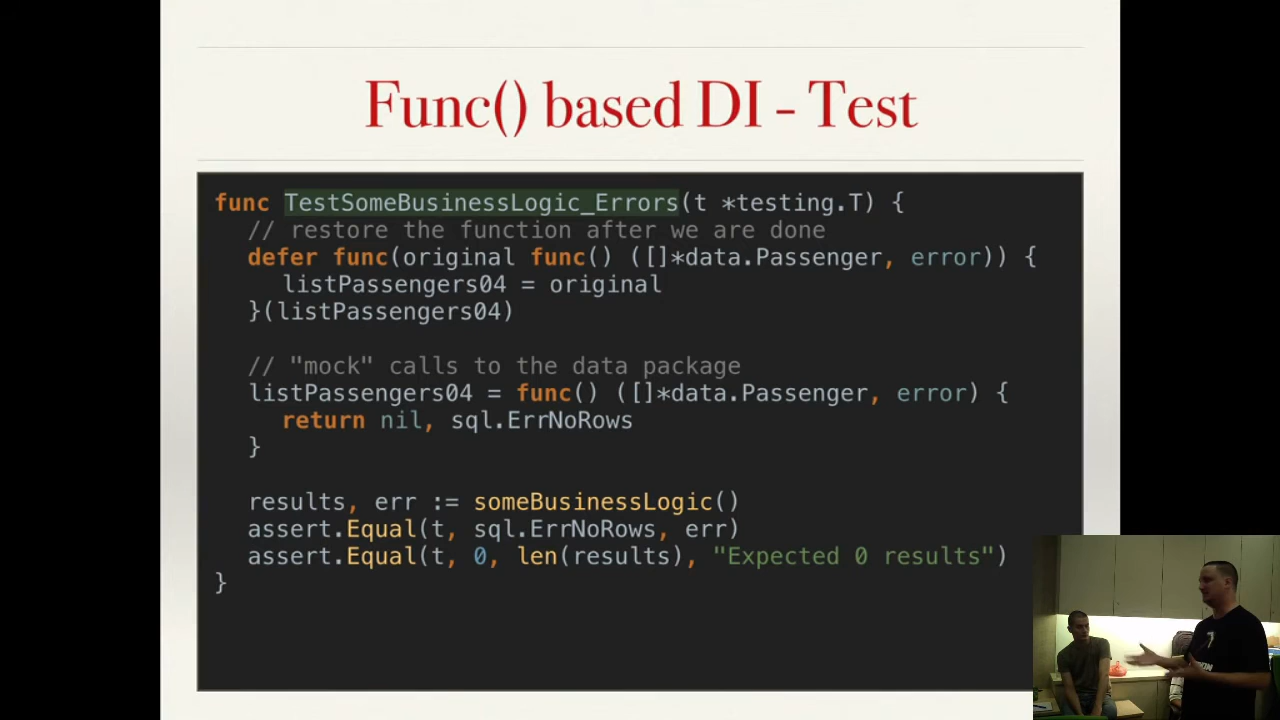 Func() based DI - Test
func TestSomeBusinessLogic_Errors(t *testing.T) {
// restore the function after we are done
defer func(original func() ([]*data.Passenger, error)) {
listPassengers04 = original
}(listPassengers04)
// "mock" calls to the data package
listPassengers04 = func() ([]*data.Passenger, error) {
return nil, sql.ErrNoRows
}
results, err := someBusinessLogic()
assert.Equal(t, sql.ErrNoRows, err)
assert.Equal(t, 0, len(results), "Expected 0 results")
}